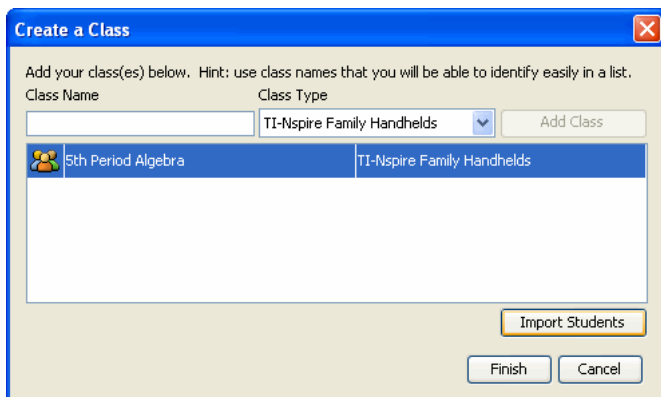 Create a Class
Add your class(es) below. Hint: use class names that you will be able to identify easily in a list.
Class Name Class Type
TI-Nspire Family Handhelds Add Class
5th Period Algebra TI-Nspire Family Handhelds
Import Students
Finish Cancel